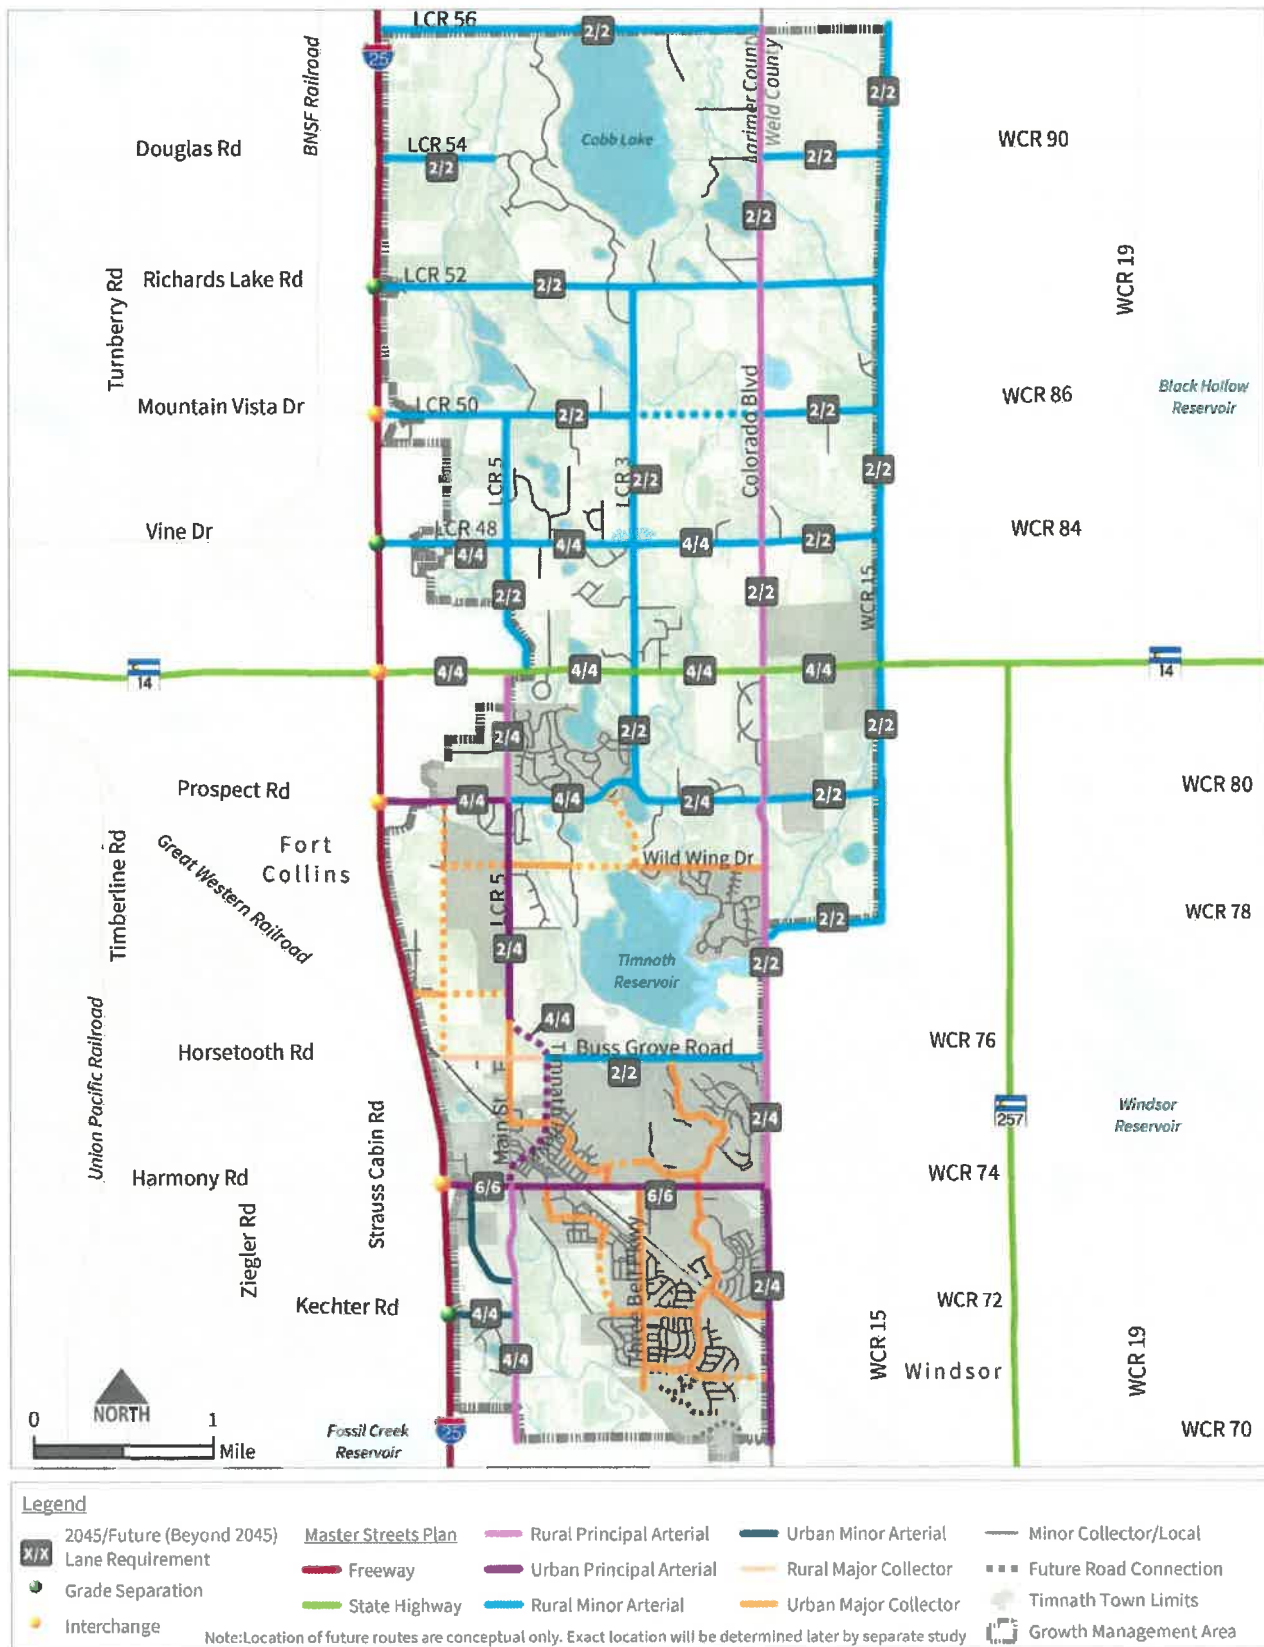 LCR 56
2/2
25
BNSF Railroad
Larimer County
Weld County
2/2
Cobb Lake
Douglas Rd
LCR 54
2/2
2/2
WCR 90
2/2
Turnberry Rd
Richards Lake Rd
LCR 52
2/2
WCR 19
Mountain Vista Dr
LCR 50
2/2
2/2
Colorado Blvd
WCR 86
Black Hollow
Reservoir
LCR 5
LCR 3
2/2
2/2
Vine Dr
LCR 48
4/4
4/4
4/4
2/2
WCR 84
2/2
2/2
WCR 15
14
4/4
4/4
4/4
4/4
14
2/4
2/2
2/2
Prospect Rd
4/4
4/4
2/4
2/2
WCR 80
Timberline Rd
Great Western Railroad
Fort
Collins
Wild Wing Dr
LCR 5
2/2
WCR 78
2/4
Timnath
Reservoir
2/2
Union Pacific Railroad
4/4
Horsetooth Rd
Buss Grove Road
2/2
WCR 76
Main St
2/4
257
Windsor
Reservoir
Strauss Cabin Rd
Harmony Rd
6/6
6/6
WCR 74
Ziegler Rd
Three Bell Pkwy
2/4
Kechter Rd
4/4
WCR 72
4/4
WCR 15
Windsor
WCR 19
NORTH
0 1
Mile
Fossil Creek
Reservoir
25
WCR 70
Legend
X/X
2045/Future (Beyond 2045)
Lane Requirement
Grade Separation
Interchange
Master Streets Plan
Freeway
State Highway
Rural Principal Arterial
Urban Principal Arterial
Rural Minor Arterial
Urban Minor Arterial
Rural Major Collector
Urban Major Collector
Minor Collector/Local
Future Road Connection
Timnath Town Limits
Growth Management Area
Note:Location of future routes are conceptual only. Exact location will be determined later by separate study